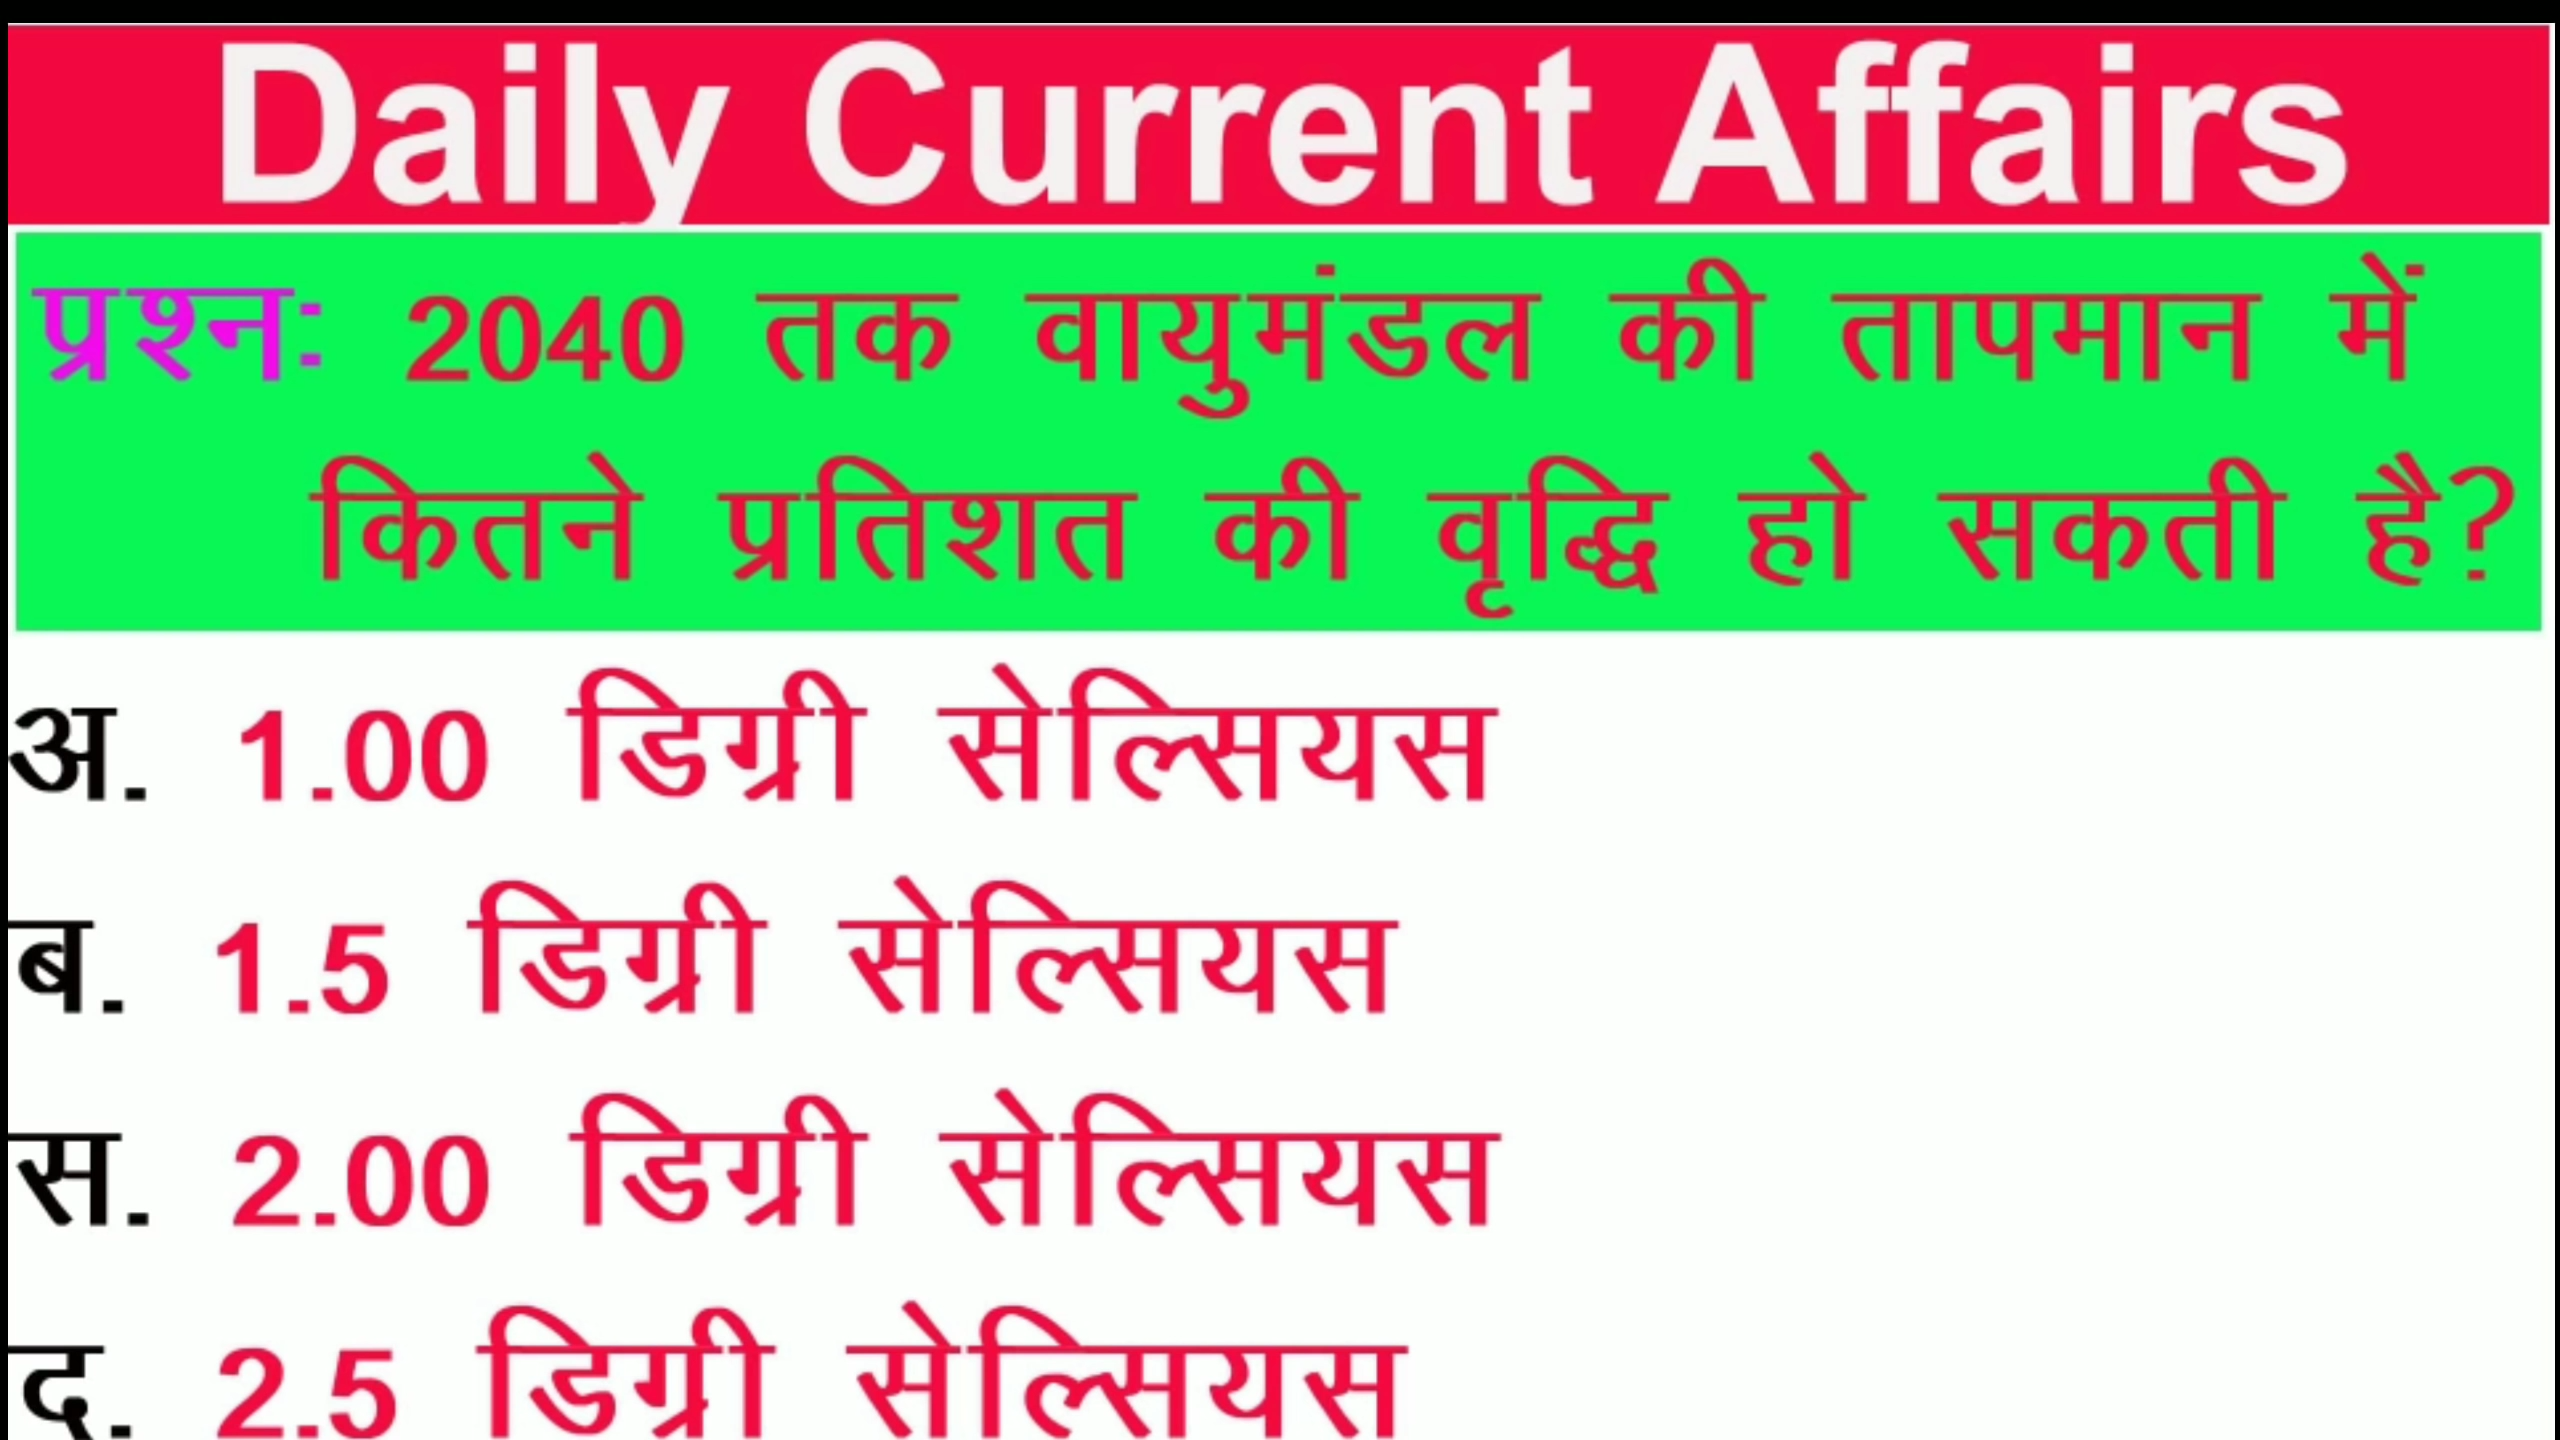 Daily Current Affairs
प्रश्न: 2040 तक वायुमंडल की तापमान में
कितने प्रतिशत की वृद्धि हो सकती है?
अ. 1.00 डिग्री सेल्सियस
ब. 1.5 डिग्री सेल्सियस
स. 2.00 डिग्री सेल्सियस
द. 2.5 डिग्री सेल्सियस